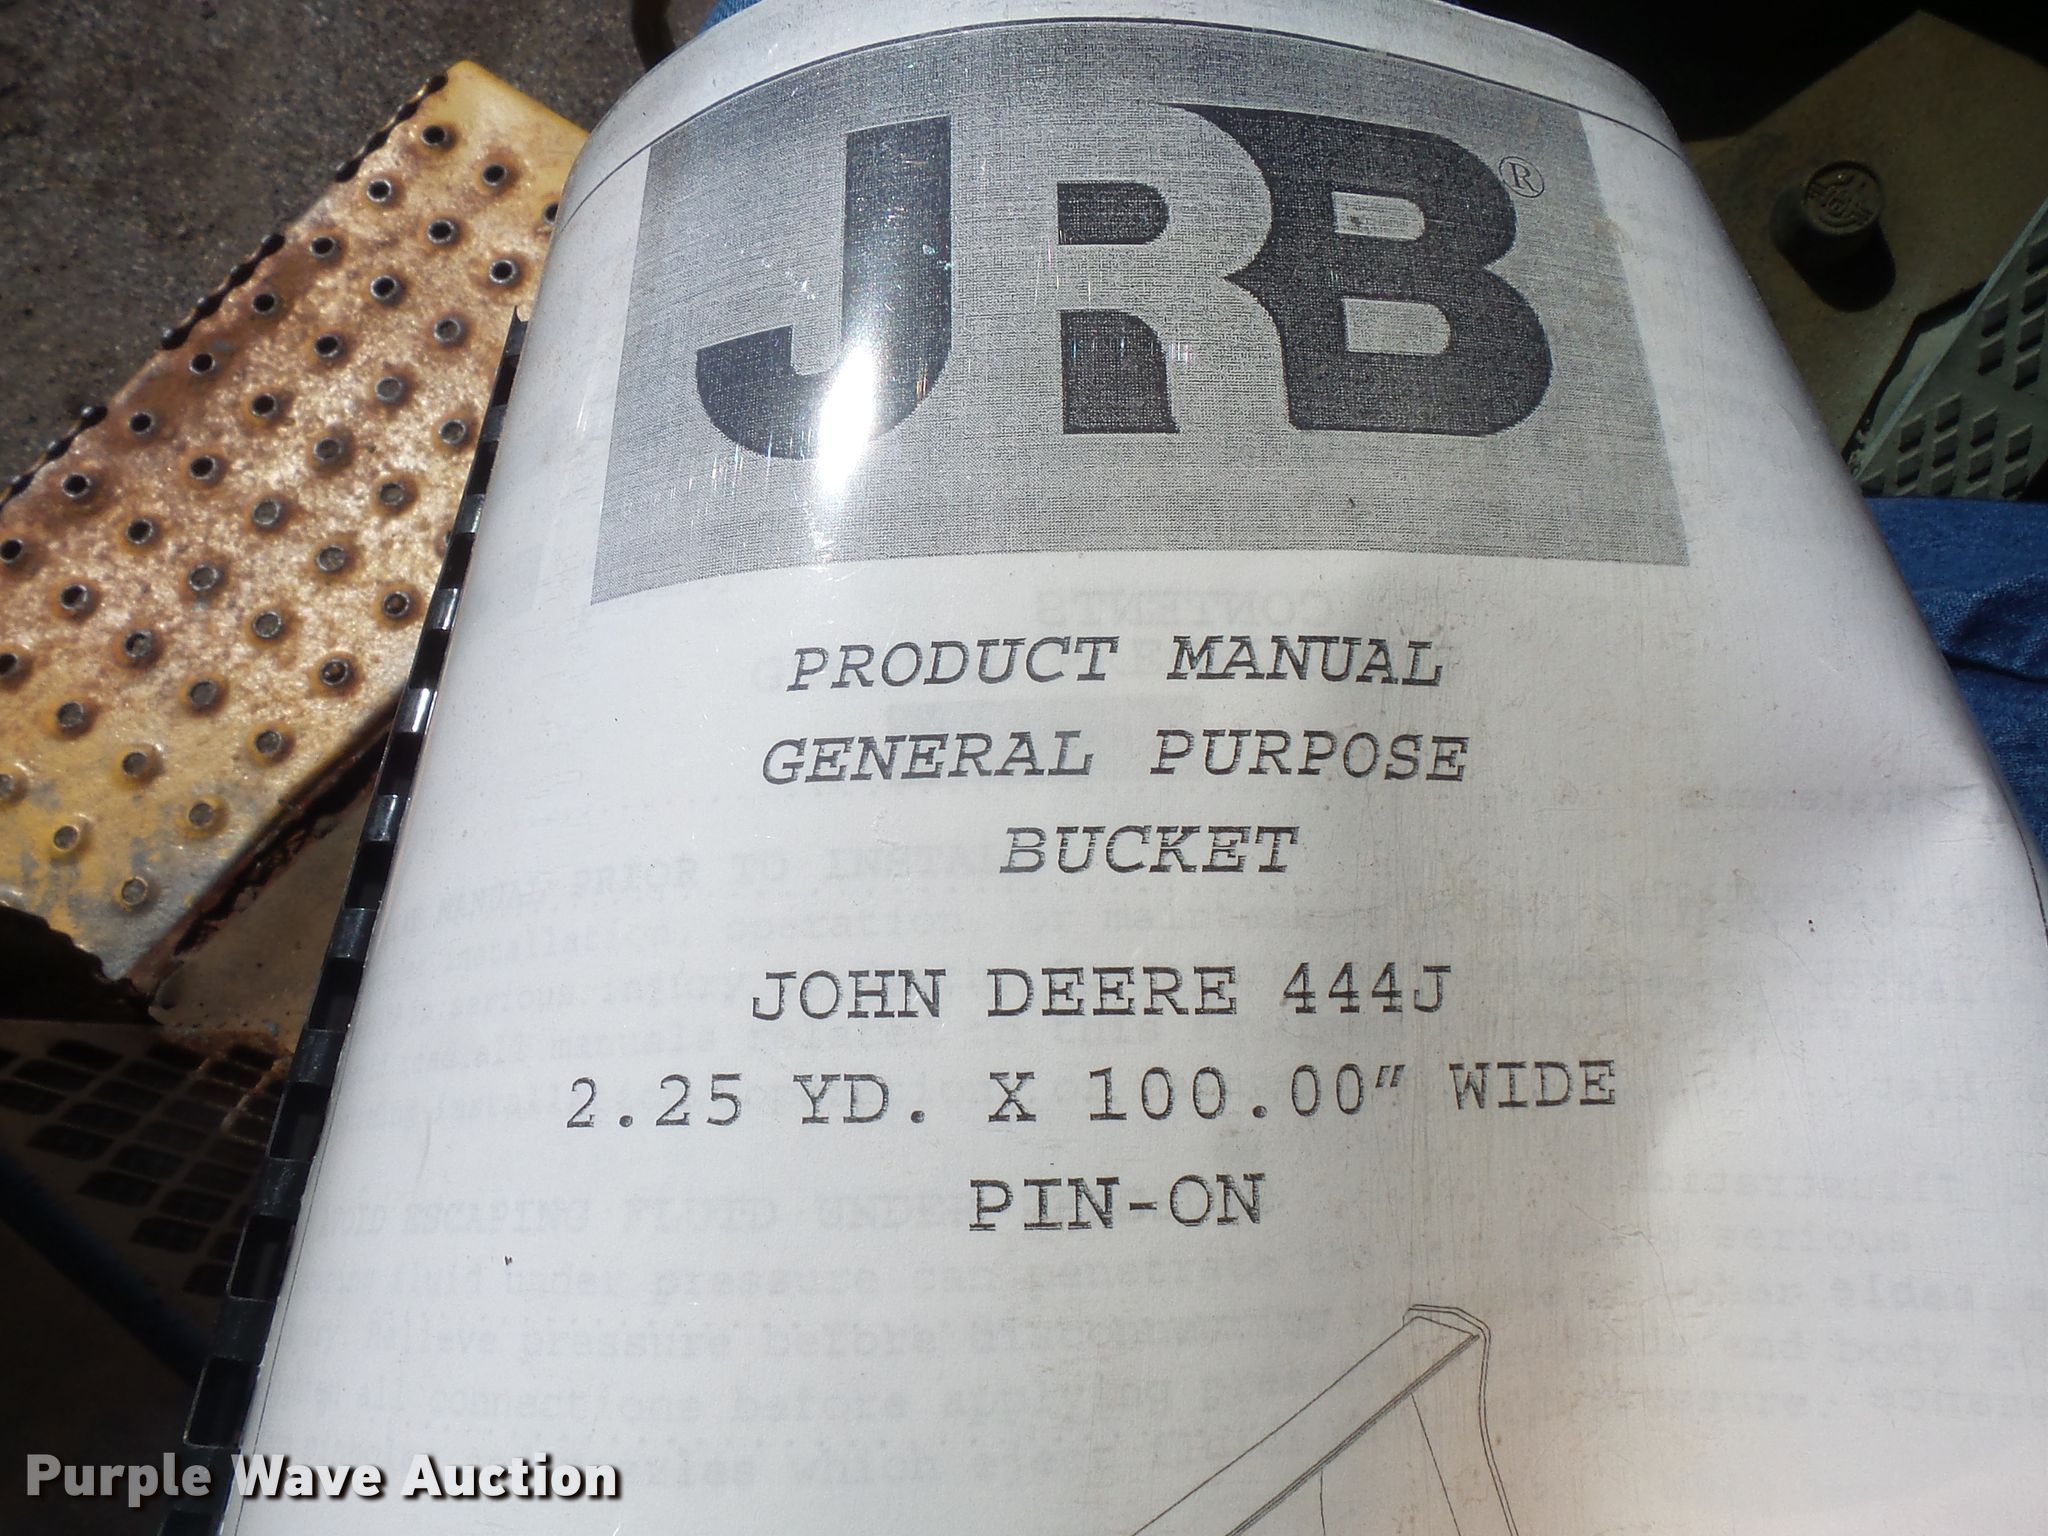 JRB®
PRODUCT MANUAL
GENERAL PURPOSE
BUCKET
JOHN DEERE 444J
2.25 YD. X 100.00" WIDE
PIN-ON
Purple Wave Auction